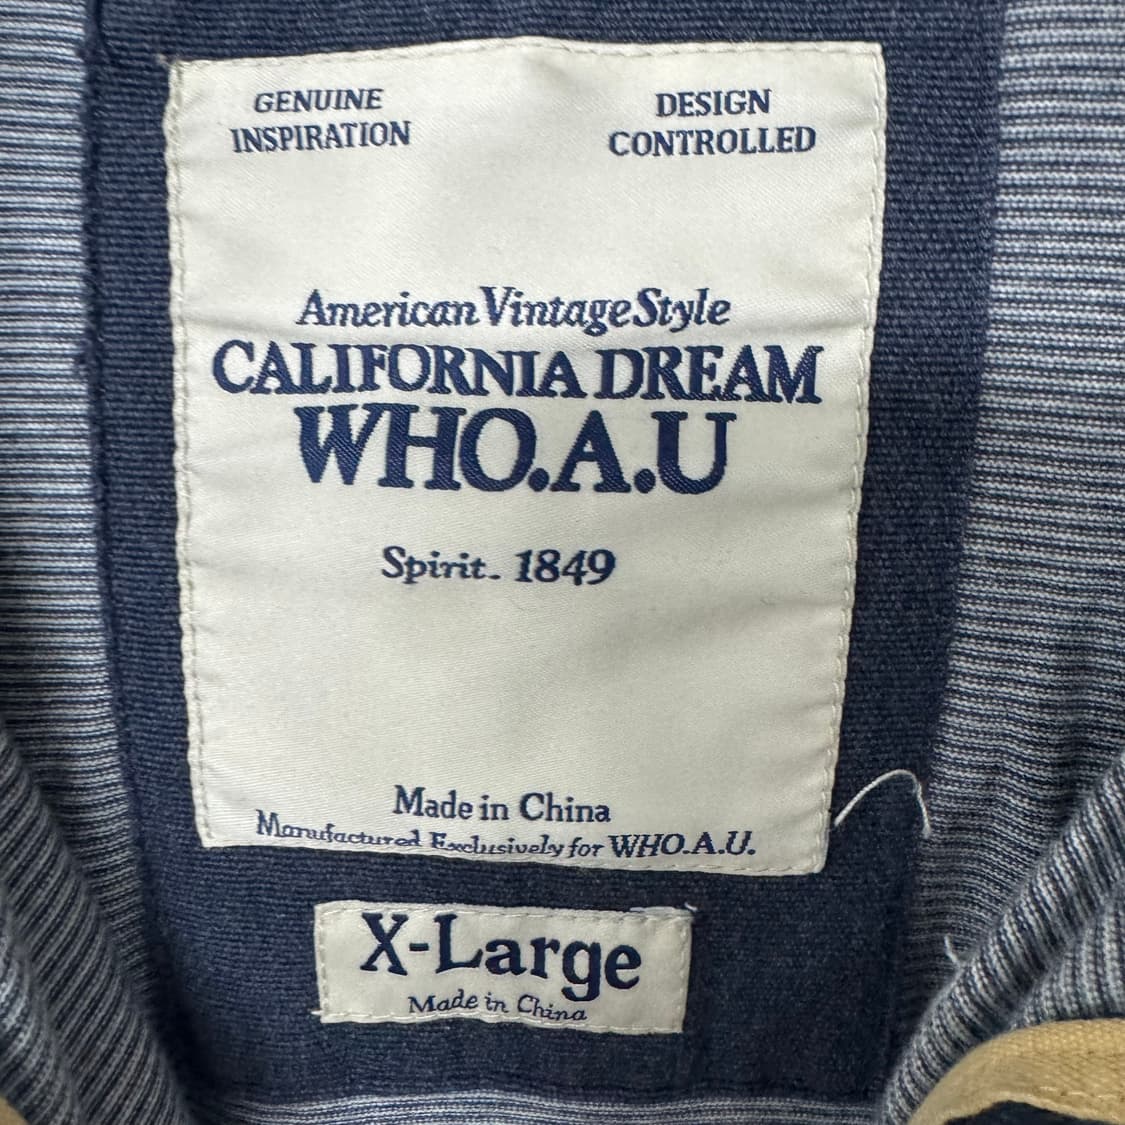 GENUINE
INSPIRATION
DESIGN
CONTROLLED
American Vintage Style
CALIFORNIA DREAM
WHO.A.U
Spirit. 1849
Made in China
Manufactured Exclusively for WHO.A.U.
X-Large
Made in China